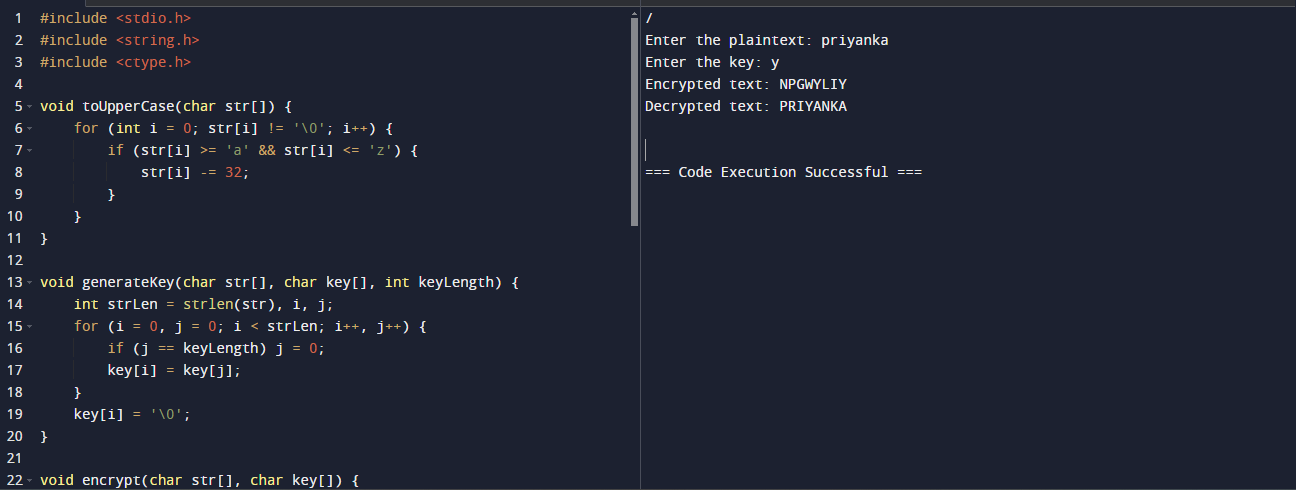 1 #include <stdio.h>
2 #include <string.h>
3 #include <ctype.h>
4
5 void toUpperCase(char str[]) {
6     for (int i = 0; str[i] != '\0'; i++) {
7         if (str[i] >= 'a' && str[i] <= 'z') {
8             str[i] -= 32;
9         }
10     }
11 }
12
13 void generateKey(char str[], char key[], int keyLength) {
14     int strLen = strlen(str), i, j;
15     for (i = 0, j = 0; i < strLen; i++, j++) {
16         if (j == keyLength) j = 0;
17         key[i] = key[j];
18     }
19     key[i] = '\0';
20 }
21
22 void encrypt(char str[], char key[]) {
/
Enter the plaintext: priyanka
Enter the key: y
Encrypted text: NPGWYLIY
Decrypted text: PRIYANKA
=== Code Execution Successful ===